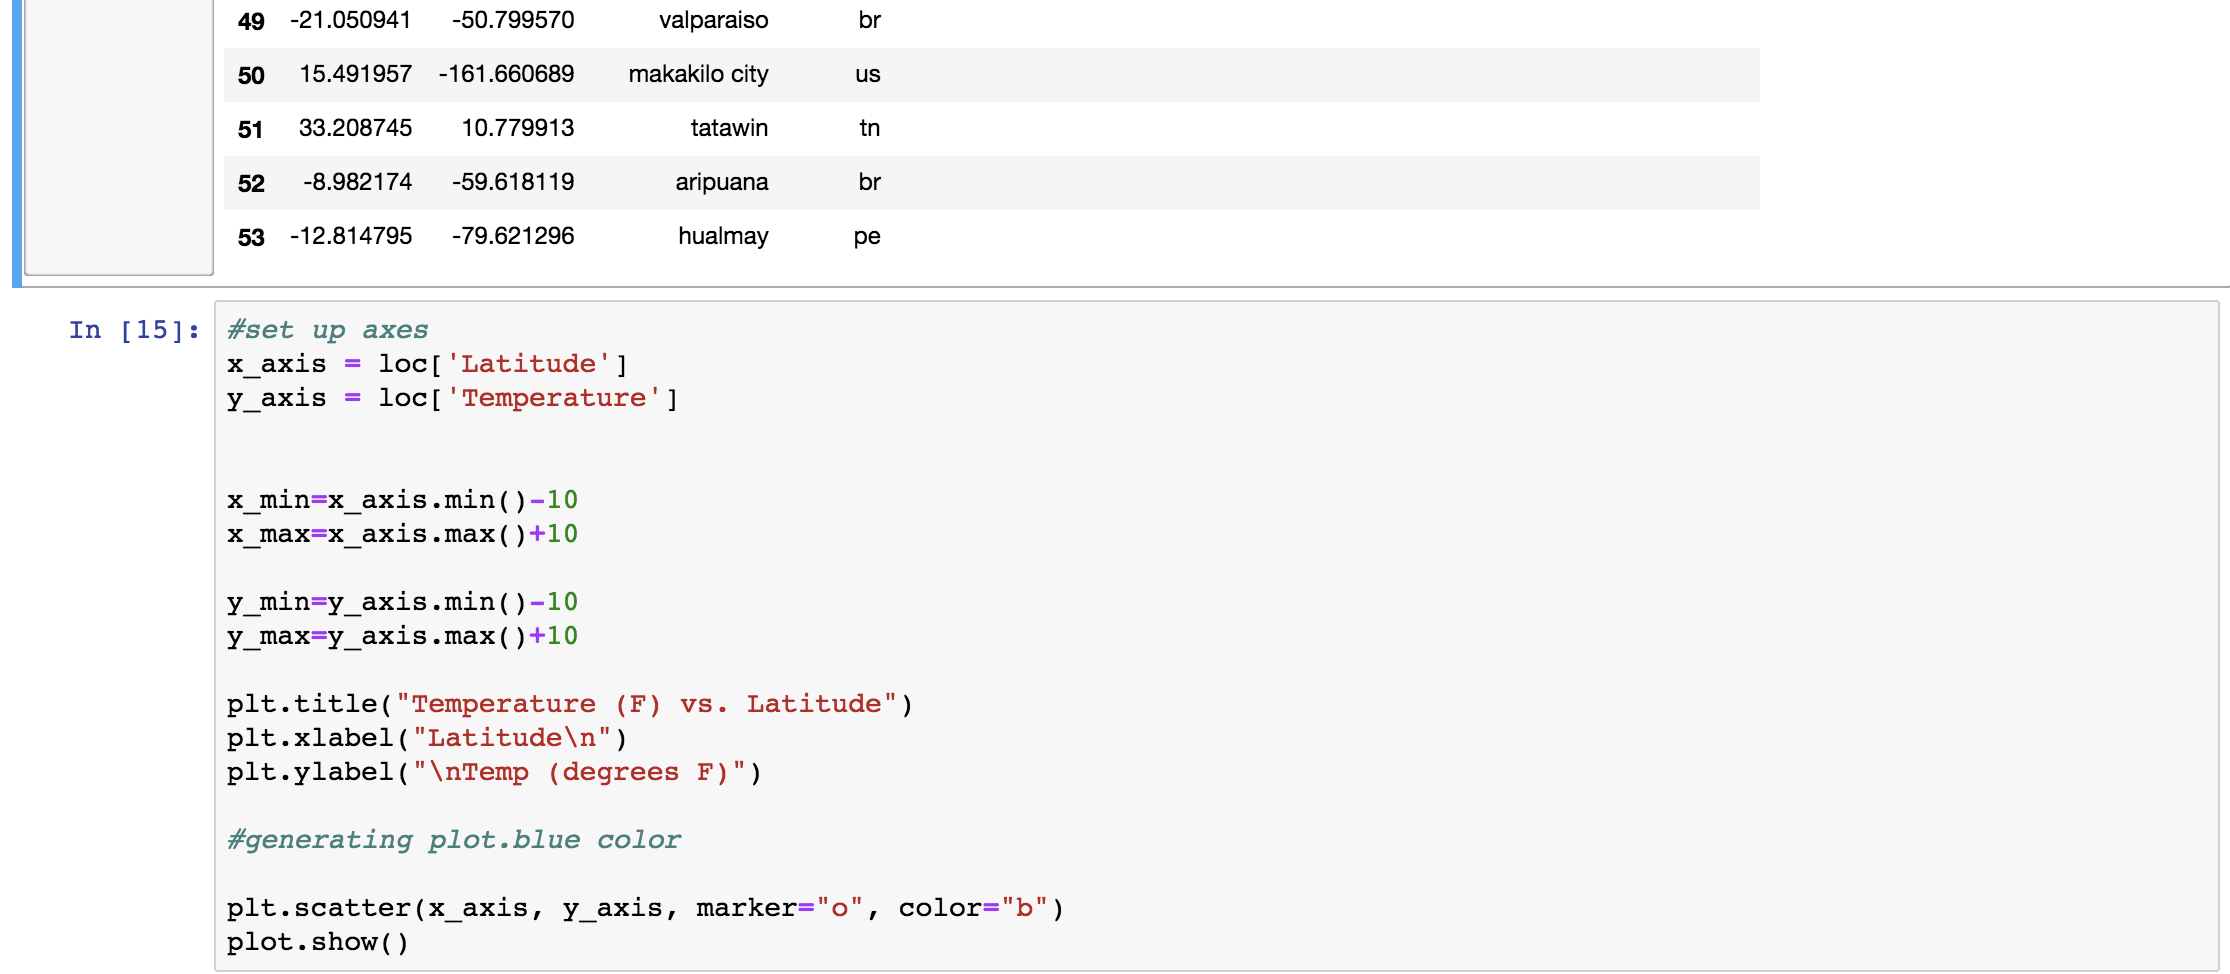 49 -21.050941 -50.799570 valparaiso br
50 15.491957 -161.660689 makakilo city us
51 33.208745 10.779913 tatawin tn
52 -8.982174 -59.618119 aripuana br
53 -12.814795 -79.621296 hualmay pe
In [15]: #set up axes
x_axis = loc['Latitude']
y_axis = loc['Temperature']
x_min=x_axis.min()-10
x_max=x_axis.max()+10
y_min=y_axis.min()-10
y_max=y_axis.max()+10
plt.title("Temperature (F) vs. Latitude")
plt.xlabel("Latitude\n")
plt.ylabel("\nTemp (degrees F)")
#generating plot.blue color
plt.scatter(x_axis, y_axis, marker="o", color="b")
plot.show()